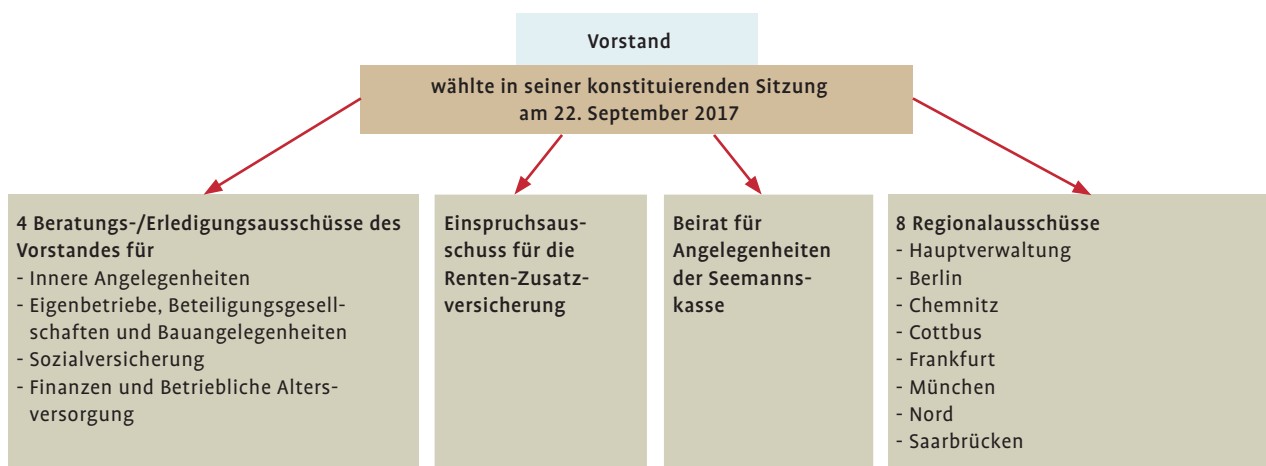 Vorstand
wählte in seiner konstituierenden Sitzung
am 22. September 2017
4 Beratungs-/Erledigungsausschüsse des
Vorstandes für
- Innere Angelegenheiten
- Eigenbetriebe, Beteiligungsgesell-
schaften und Bauangelegenheiten
- Sozialversicherung
- Finanzen und Betriebliche Alters-
versorgung
Einspruchsaus-
schuss für die
Renten-Zusatz-
versicherung
Beirat für
Angelegenheiten
der Seemanns-
kasse
8 Regionalausschüsse
- Hauptverwaltung
- Berlin
- Chemnitz
- Cottbus
- Frankfurt
- München
- Nord
- Saarbrücken